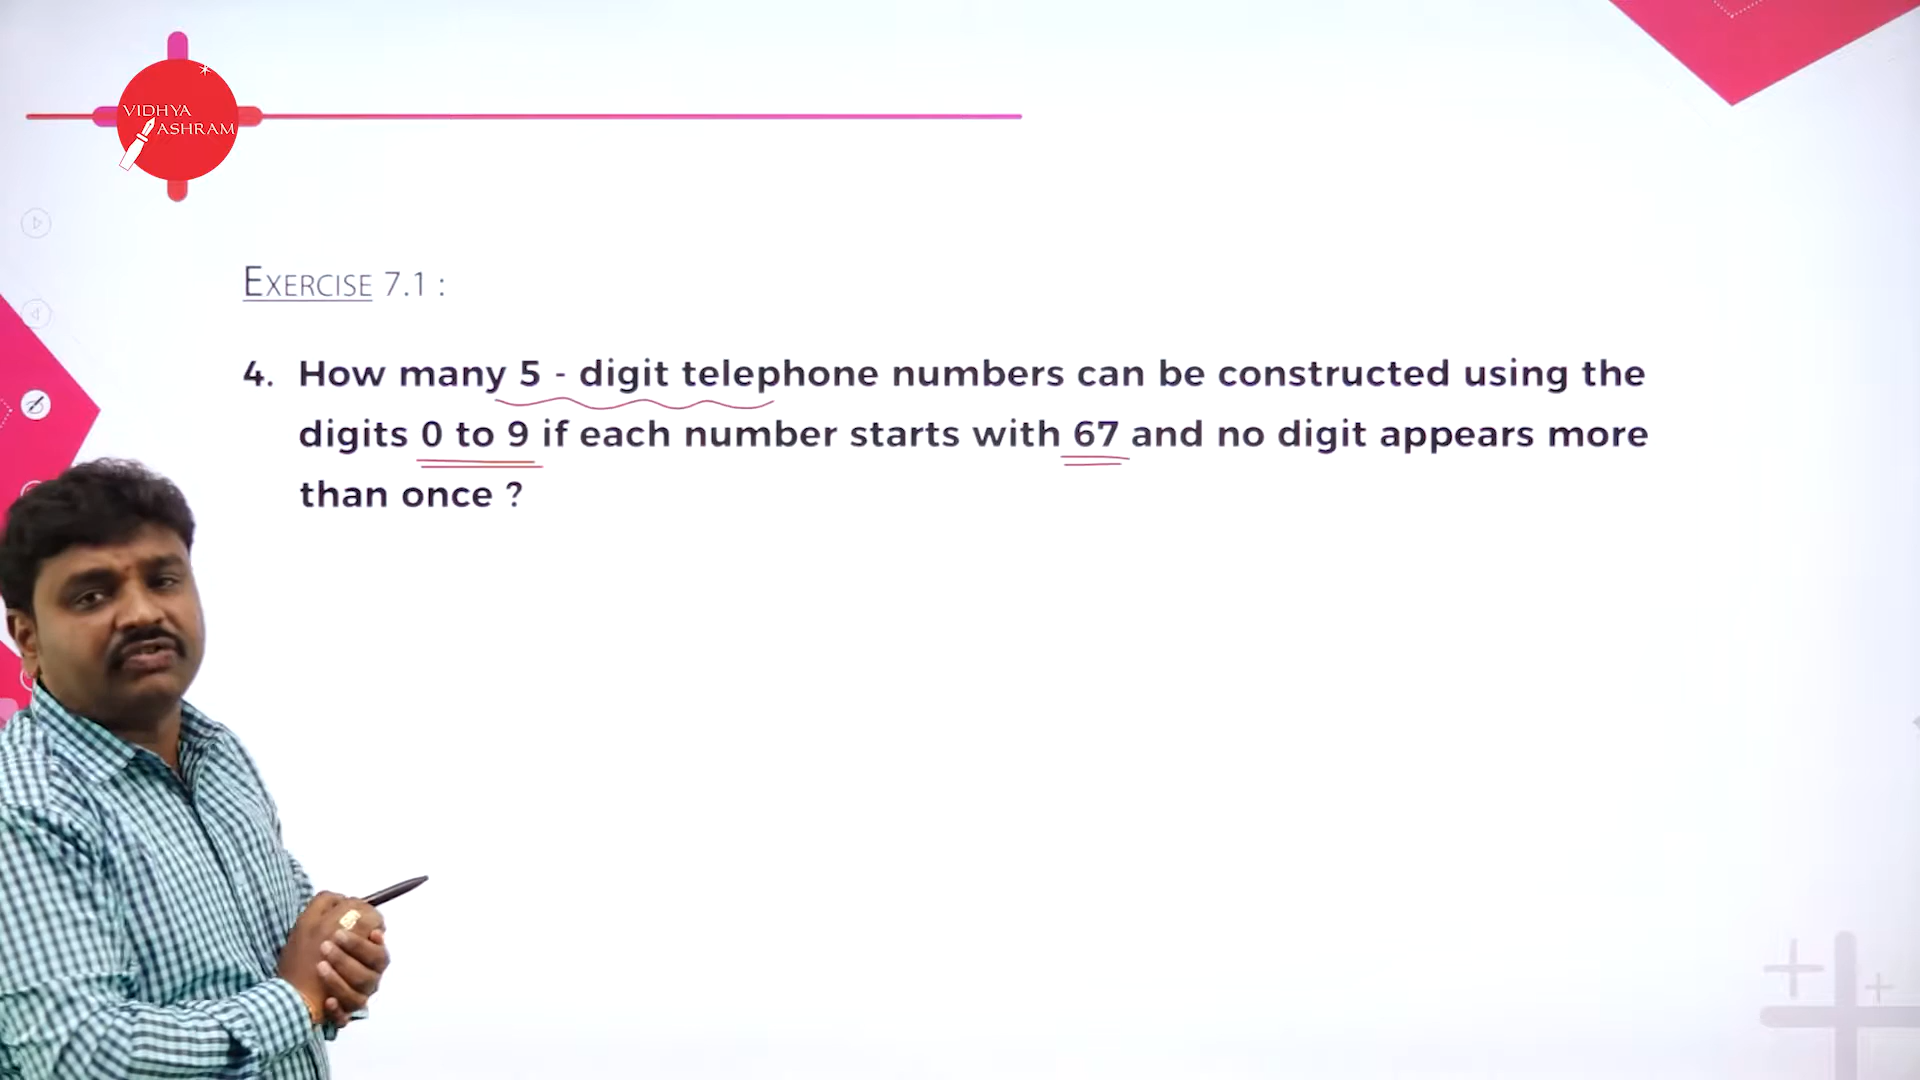 VIDHYA
ASHRAM
EXERCISE 7.1 :
4. How many 5 - digit telephone numbers can be constructed using the
digits 0 to 9 if each number starts with 67 and no digit appears more
than once ?